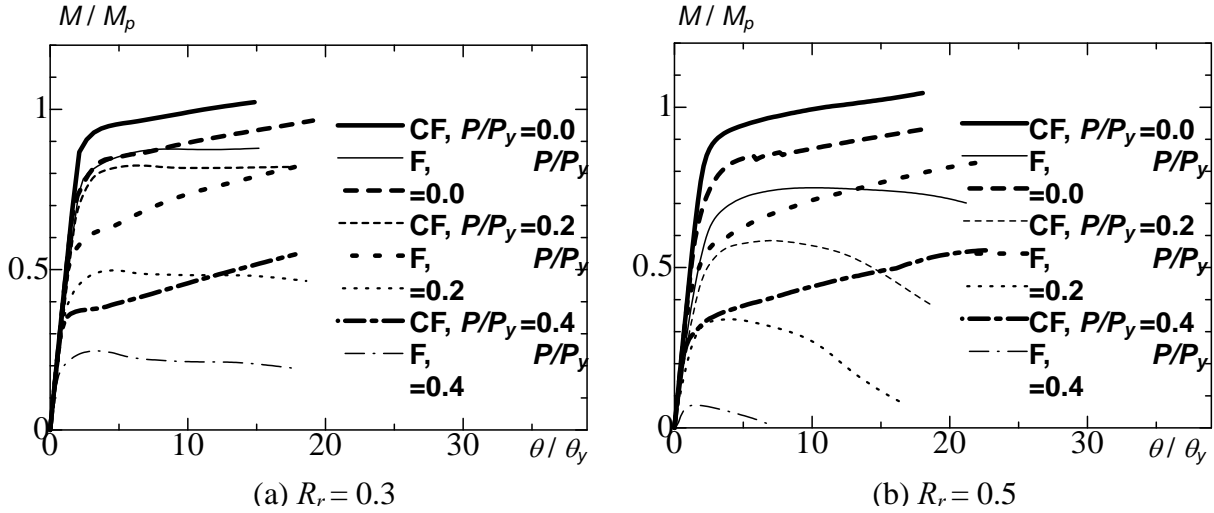 M / Mp
1
0.5
0
0
10
20
30
θ / θy
CF, P/Py =0.0
F, P/Py
=0.0
CF, P/Py =0.2
F, P/Py
=0.2
CF, P/Py =0.4
F, P/Py
=0.4
(a) Rr = 0.3
M / Mp
1
0.5
0
0
10
20
30
θ / θy
CF, P/Py =0.0
F, P/Py
=0.0
CF, P/Py =0.2
F, P/Py
=0.2
CF, P/Py =0.4
F, P/Py
=0.4
(b) Rr = 0.5